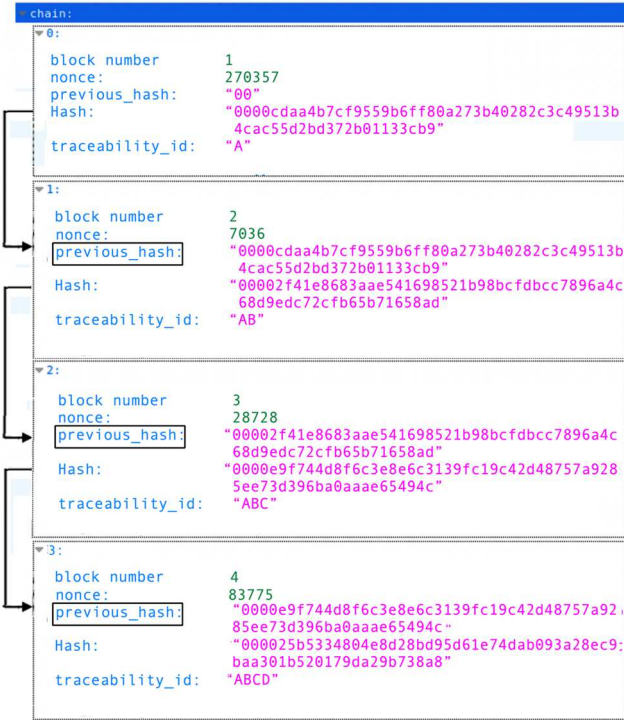 chain:
0:
block number 1
nonce: 270357
previous_hash: “00”
Hash: “0000cdaa4b7cf9559b6ff80a273b40282c3c49513b
4cac55d2bd372b01133cb9”
traceability_id: “A”
1:
block number 2
nonce: 7036
previous_hash: “0000cdaa4b7cf9559b6ff80a273b40282c3c49513b
4cac55d2bd372b01133cb9”
Hash: “00002f41e8683aae541698521b98bcfdbcc7896a4c
68d9edc72cfb65b71658ad”
traceability_id: “AB”
2:
block number 3
nonce: 28728
previous_hash: “00002f41e8683aae541698521b98bcfdbcc7896a4c
68d9edc72cfb65b71658ad”
Hash: “0000e9f744d8f6c3e8e6c3139fc19c42d48757a928
5ee73d396ba0aaae65494c”
traceability_id: “ABC”
3:
block number 4
nonce: 83775
previous_hash: “0000e9f744d8f6c3e8e6c3139fc19c42d48757a92
85ee73d396ba0aaae65494c“
Hash: “000025b5334804e8d28bd95d61e74dab093a28ec9
baa301b520179da29b738a8”
traceability_id: “ABCD”